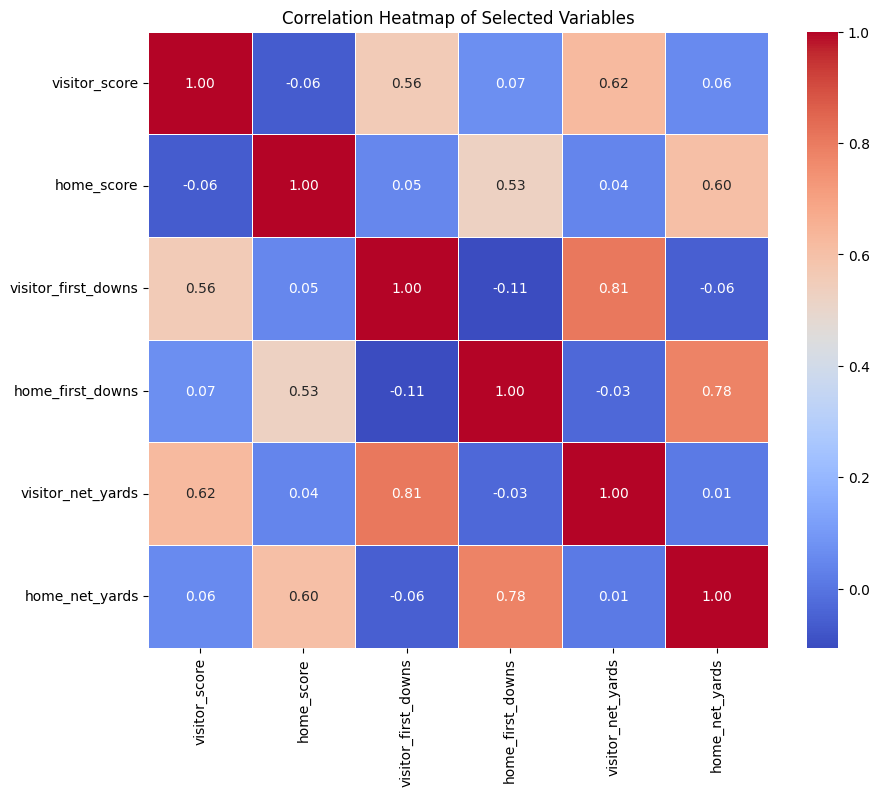 Correlation Heatmap of Selected Variables
visitor_score 1.00 -0.06 0.56 0.07 0.62 0.06
home_score -0.06 1.00 0.05 0.53 0.04 0.60
visitor_first_downs 0.56 0.05 1.00 -0.11 0.81 -0.06
home_first_downs 0.07 0.53 -0.11 1.00 -0.03 0.78
visitor_net_yards 0.62 0.04 0.81 -0.03 1.00 0.01
home_net_yards 0.06 0.60 -0.06 0.78 0.01 1.00
visitor_score
home_score
visitor_first_downs
home_first_downs
visitor_net_yards
home_net_yards
1.0
0.8
0.6
0.4
0.2
0.0